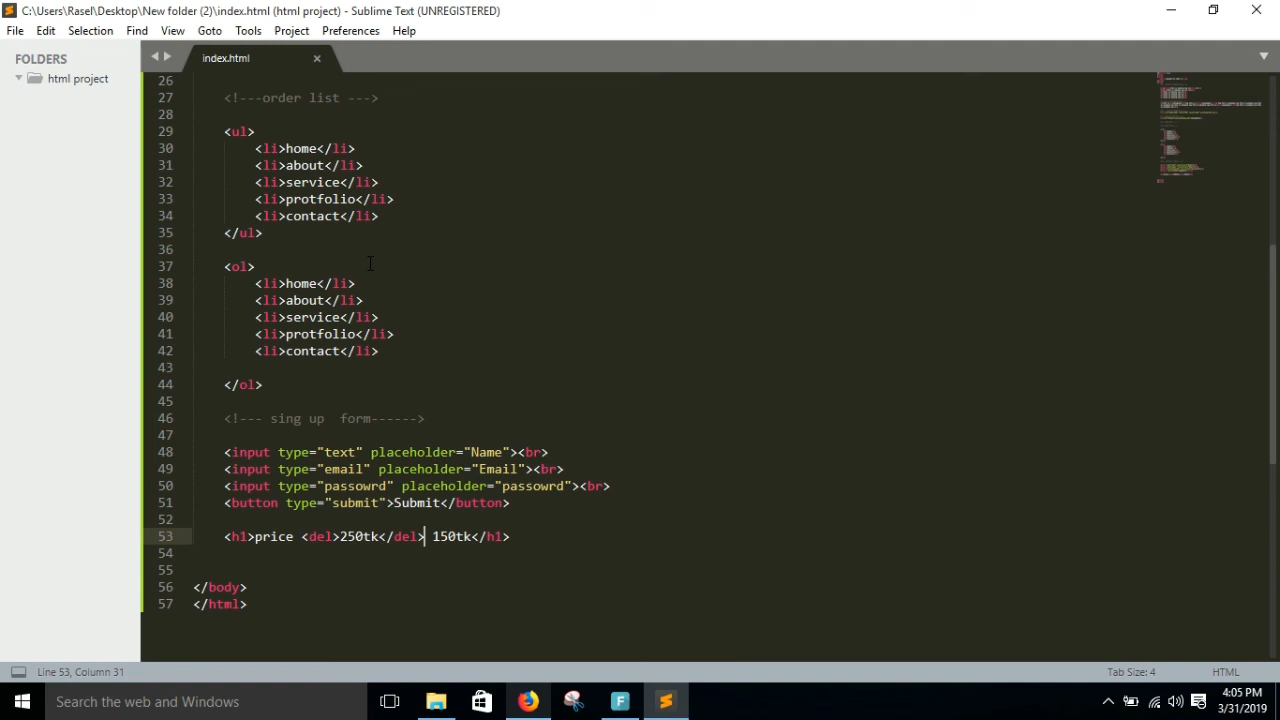 C:\Users\Rasel\Desktop\New folder (2)\index.html (html project) - Sublime Text (UNREGISTERED)
File Edit Selection Find View Goto Tools Project Preferences Help
FOLDERS
html project
index.html
26
27 <!---order list --->
28
29 <ul>
30 <li>home</li>
31 <li>about</li>
32 <li>service</li>
33 <li>protfolio</li>
34 <li>contact</li>
35 </ul>
36
37 <ol>
38 <li>home</li>
39 <li>about</li>
40 <li>service</li>
41 <li>protfolio</li>
42 <li>contact</li>
43
44 </ol>
45
46 <!--- sing up  form------>
47
48 <input type="text" placeholder="Name"><br>
49 <input type="email" placeholder="Email"><br>
50 <input type="passowrd" placeholder="passowrd"><br>
51 <button type="submit">Submit</button>
52
53 <h1>price <del>250tk</del> 150tk</h1>
54
55
56 </body>
57 </html>
Line 53, Column 31
Tab Size: 4
HTML
Search the web and Windows
4:05 PM
3/31/2019